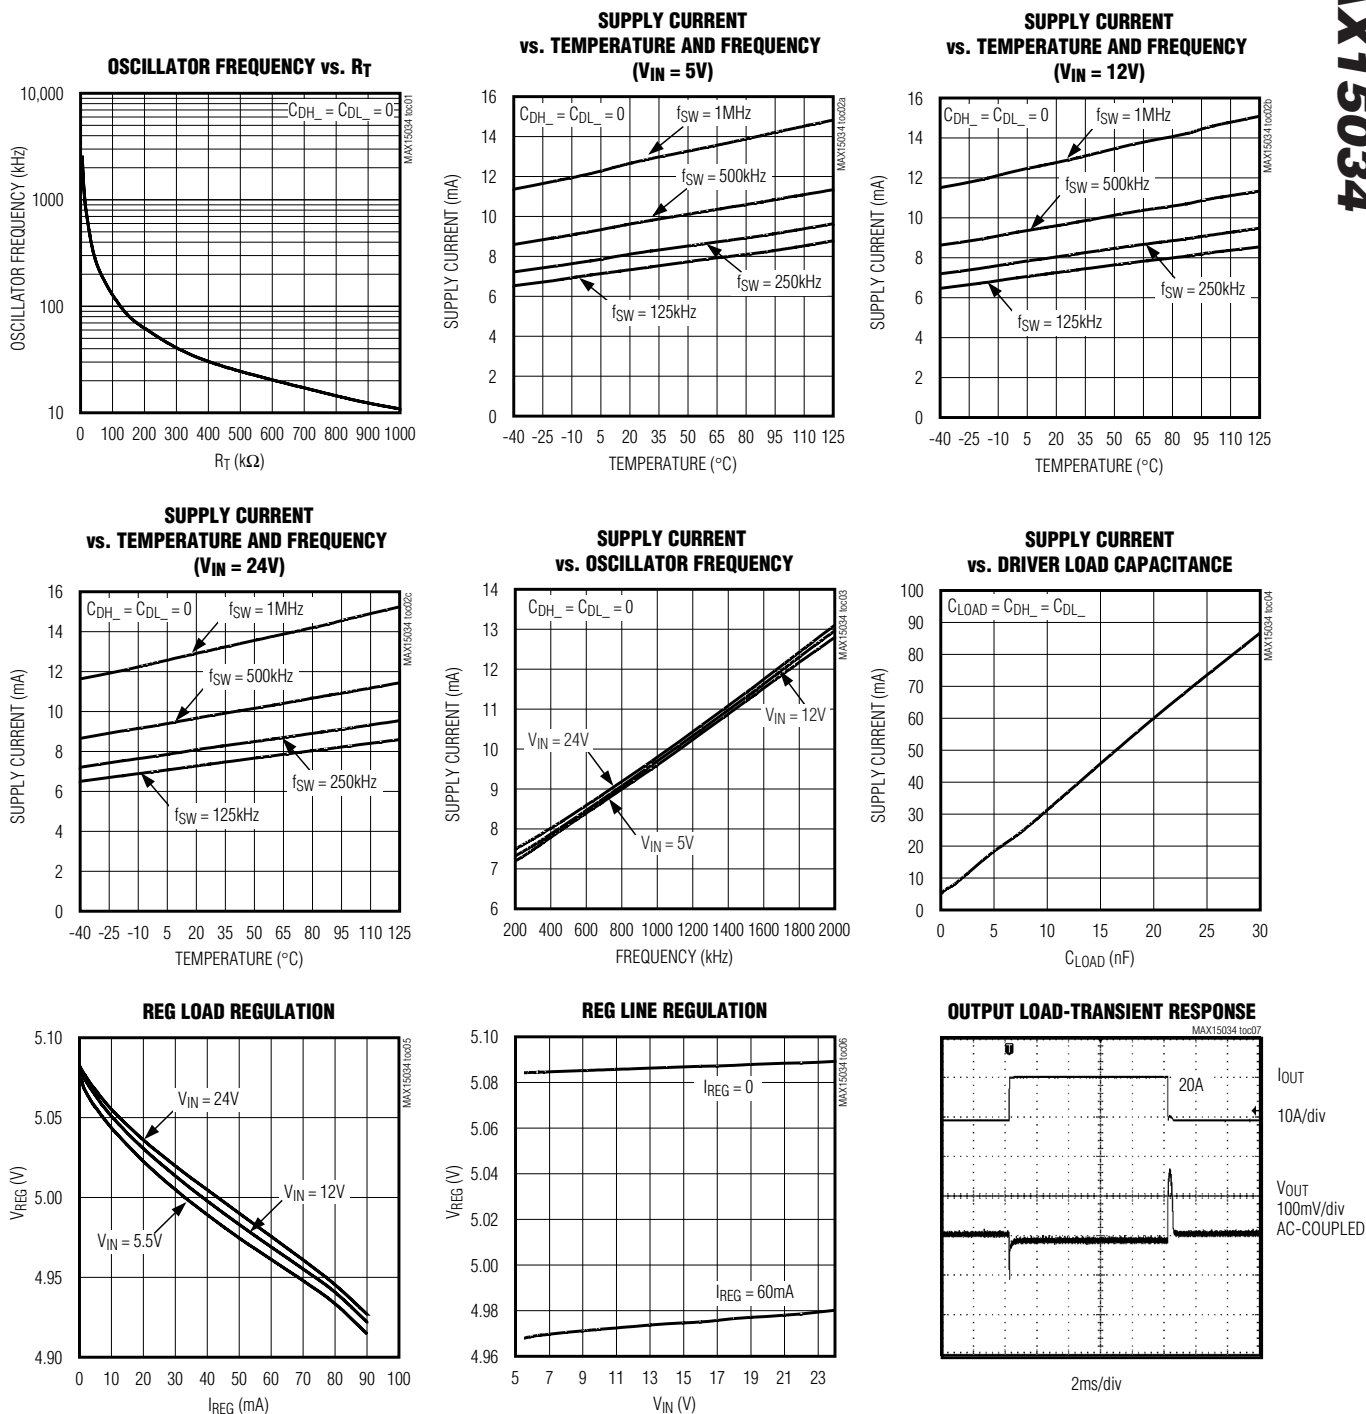 MAX15034
OSCILLATOR FREQUENCY vs. RT
10,000
1000
100
10
OSCILLATOR FREQUENCY (kHz)
CDH_ = CDL_ = 0
MAX15034 toc01
0 100 200 300 400 500 600 700 800 900 1000
RT (kΩ)
SUPPLY CURRENT
vs. TEMPERATURE AND FREQUENCY
(VIN = 5V)
16
14
12
10
8
6
4
2
0
SUPPLY CURRENT (mA)
CDH_ = CDL_ = 0
fSW = 1MHz
fSW = 500kHz
fSW = 250kHz
fSW = 125kHz
MAX15034 toc02a
-40 -25 -10 5 20 35 50 65 80 95 110 125
TEMPERATURE (°C)
SUPPLY CURRENT
vs. TEMPERATURE AND FREQUENCY
(VIN = 12V)
16
14
12
10
8
6
4
2
0
SUPPLY CURRENT (mA)
CDH_ = CDL_ = 0
fSW = 1MHz
fSW = 500kHz
fSW = 250kHz
fSW = 125kHz
MAX15034 toc02b
-40 -25 -10 5 20 35 50 65 80 95 110 125
TEMPERATURE (°C)
SUPPLY CURRENT
vs. TEMPERATURE AND FREQUENCY
(VIN = 24V)
16
14
12
10
8
6
4
2
0
SUPPLY CURRENT (mA)
CDH_ = CDL_ = 0
fSW = 1MHz
fSW = 500kHz
fSW = 250kHz
fSW = 125kHz
MAX15034 toc02c
-40 -25 -10 5 20 35 50 65 80 95 110 125
TEMPERATURE (°C)
SUPPLY CURRENT
vs. OSCILLATOR FREQUENCY
14
13
12
11
10
9
8
7
6
SUPPLY CURRENT (mA)
CDH_ = CDL_ = 0
VIN = 12V
VIN = 24V
VIN = 5V
MAX15034 toc03
200 400 600 800 1000 1200 1400 1600 1800 2000
FREQUENCY (kHz)
SUPPLY CURRENT
vs. DRIVER LOAD CAPACITANCE
100
90
80
70
60
50
40
30
20
10
0
SUPPLY CURRENT (mA)
CLOAD = CDH_ = CDL_
MAX15034 toc04
0 5 10 15 20 25 30
CLOAD (nF)
REG LOAD REGULATION
5.10
5.05
5.00
4.95
4.90
VREG (V)
VIN = 24V
VIN = 12V
VIN = 5.5V
MAX15034 toc05
0 10 20 30 40 50 60 70 80 90 100
IREG (mA)
REG LINE REGULATION
5.10
5.08
5.06
5.04
5.02
5.00
4.98
4.96
VREG (V)
IREG = 0
IREG = 60mA
MAX15034 toc06
5 7 9 11 13 15 17 19 21 23
VIN (V)
OUTPUT LOAD-TRANSIENT RESPONSE
MAX15034 toc07
T
20A
IOUT
10A/div
VOUT
100mV/div
AC-COUPLED
2ms/div